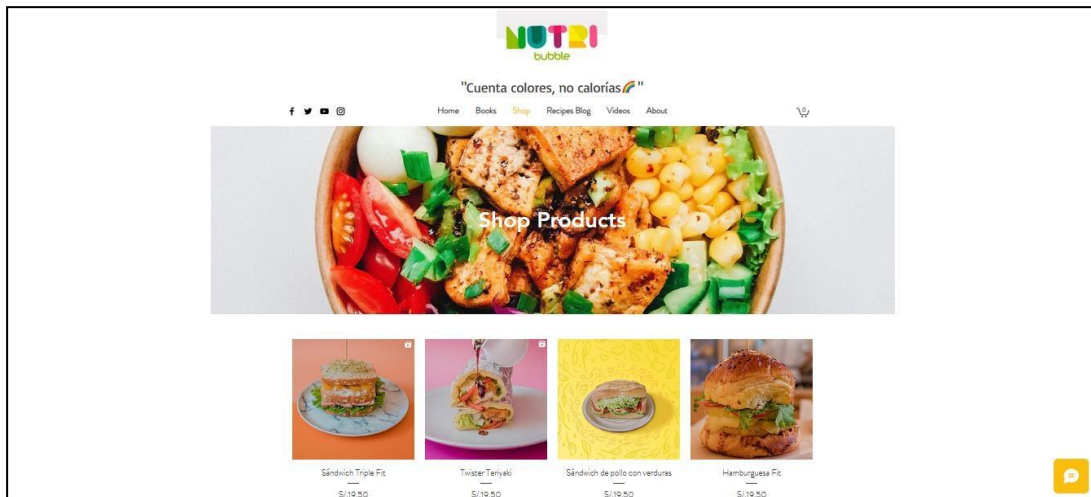 NUTRI
bubble
"Cuenta colores, no calorías🌈"
Home Books Shop Recipes Blog Videos About
0
Shop Products
Sándwich Triple Fit
Twister Teriyaki
Sándwich de pollo con verduras
Hamburguesa Fit
S/.19.50
S/.19.50
S/.19.50
S/.19.50